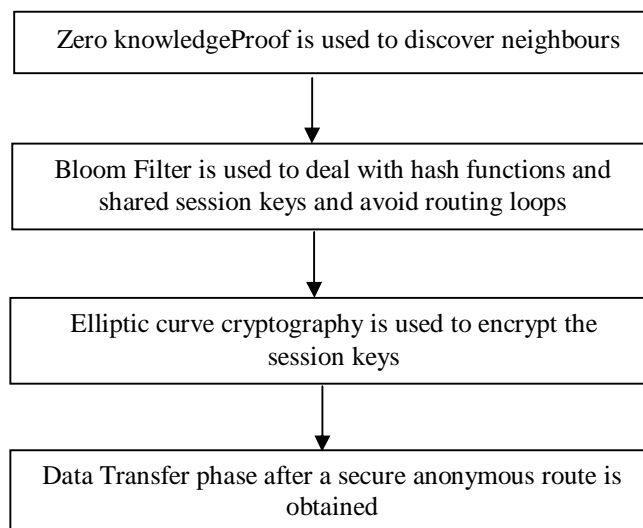 Zero knowledgeProof is used to discover neighbours
Bloom Filter is used to deal with hash functions and
shared session keys and avoid routing loops
Elliptic curve cryptography is used to encrypt the
session keys
Data Transfer phase after a secure anonymous route is
obtained